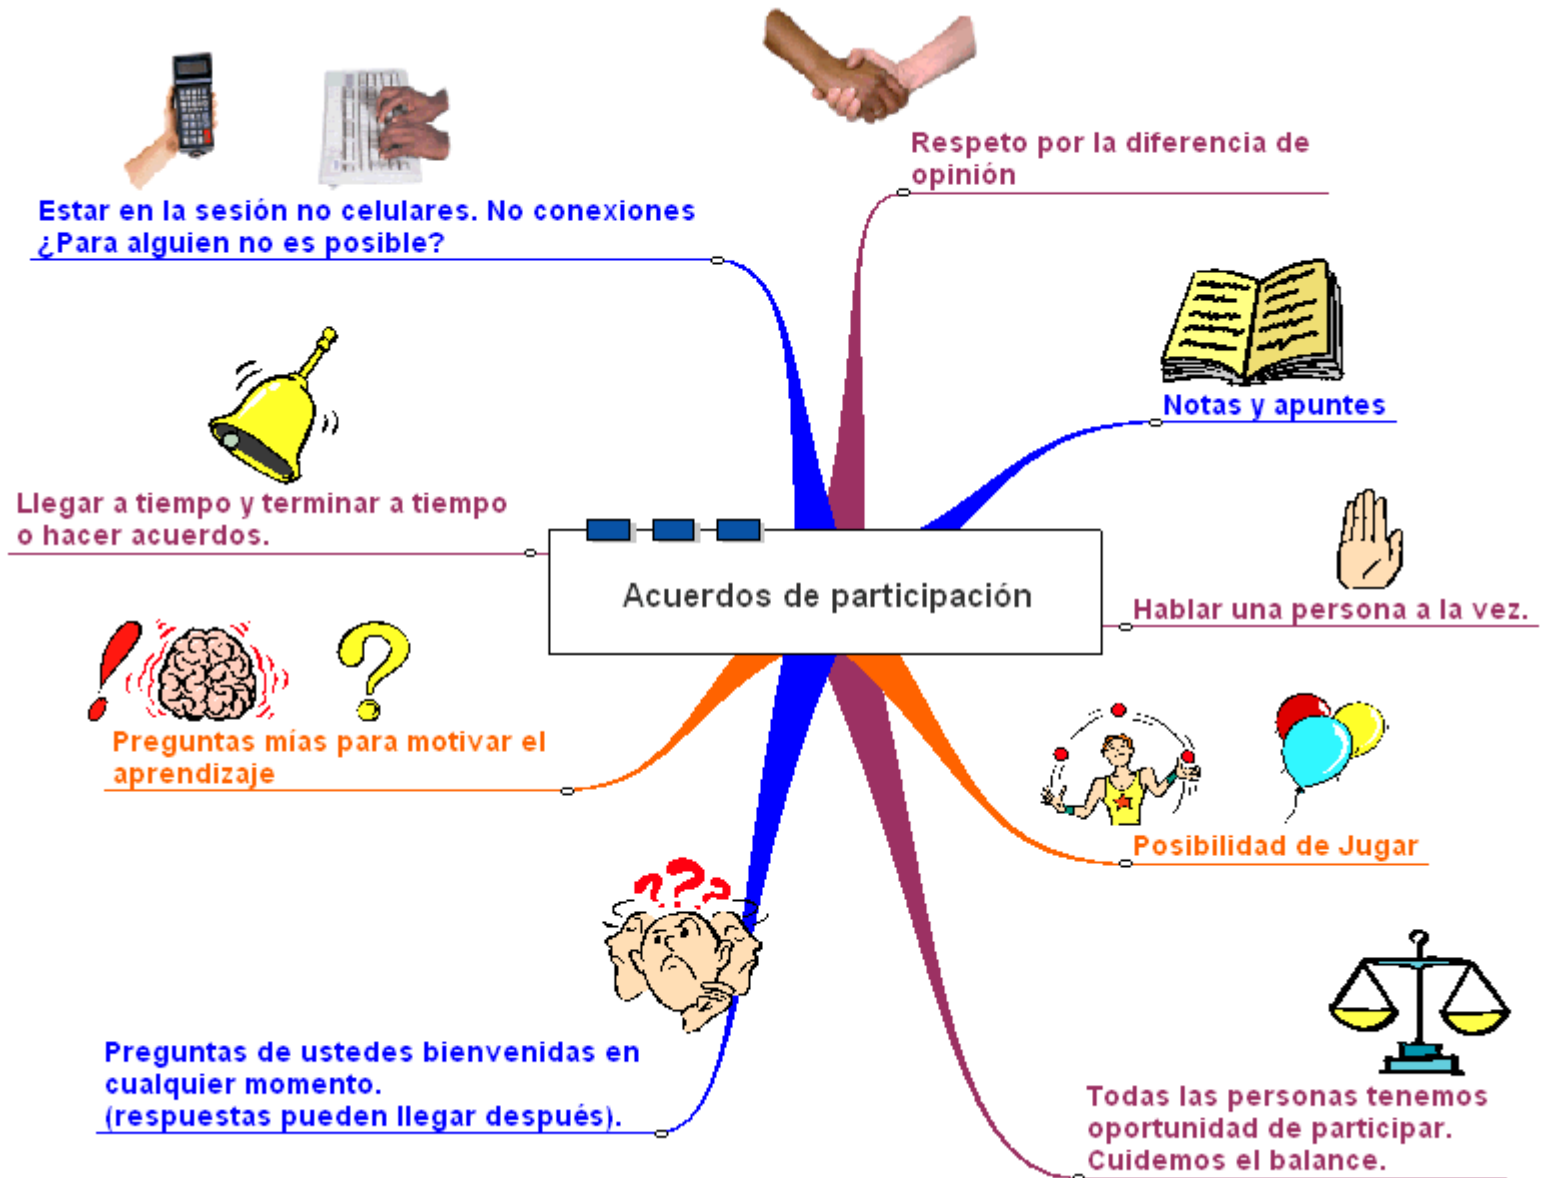 Acuerdos de participación
Respeto por la diferencia de
opinión
Notas y apuntes
Hablar una persona a la vez.
Posibilidad de Jugar
Todas las personas tenemos
oportunidad de participar.
Cuidemos el balance.
Preguntas de ustedes bienvenidas en
cualquier momento.
(respuestas pueden llegar después).
Preguntas mías para motivar el
aprendizaje
Llegar a tiempo y terminar a tiempo
o hacer acuerdos.
Estar en la sesión no celulares. No conexiones
¿Para alguien no es posible?